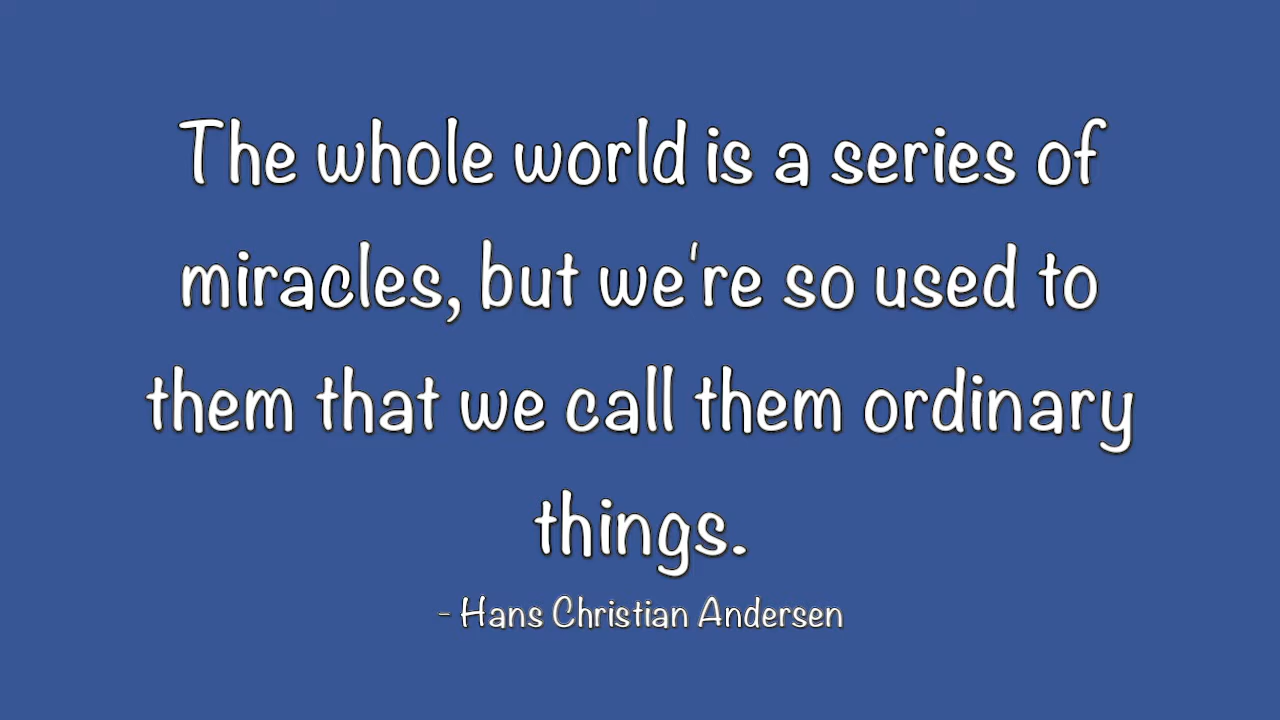 The whole world is a series of
miracles, but we're so used to
them that we call them ordinary
things.
- Hans Christian Andersen